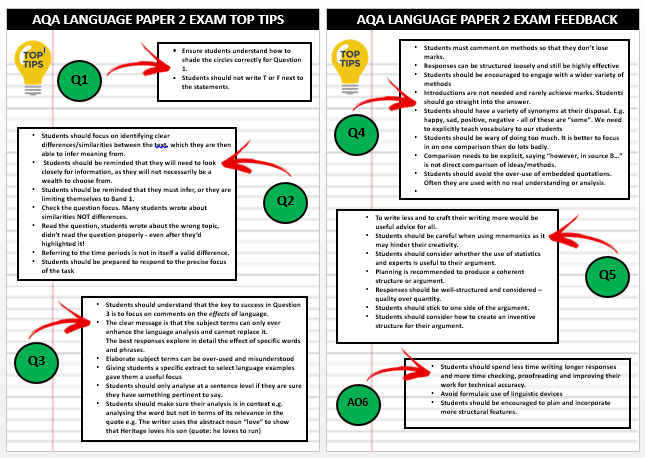 AQA LANGUAGE PAPER 2 EXAM TOP TIPS
TOP
TIPS
Q1
• Ensure students understand how to
shade the circles correctly for Question
1.
• Students should not write T or F next to
the statements.
• Students should focus on identifying clear
differences/similarities between the text, which they are then
able to infer meaning from.
• Students should be reminded that they will need to look
closely for information, as they will not necessarily be a
wealth to choose from.
• Students should be reminded that they must infer, or they are
limiting themselves to Band 1.
• Check the question focus. Many students wrote about
similarities NOT differences.
• Read the question, students wrote about the wrong topic,
didn't read the question properly - even after they'd
highlighted it!
• Referring to the time periods is not in itself a valid difference.
• Students should be prepared to respond to the precise focus
of the task
Q2
Q3
• Students should understand that the key to success in Question
3 is to focus on comments on the effects of language.
• The clear message is that the subject terms can only ever
enhance the language analysis and cannot replace it.
The best responses explore in detail the effect of specific words
and phrases.
• Elaborate subject terms can be over-used and misunderstood
• Giving students a specific extract to select language examples
gave them a useful focus
• Students should only analyse at a sentence level if they are sure
they have something pertinent to say.
• Students should make sure their analysis is in context e.g.
analysing the word but not in terms of its relevance in the
quote e.g. The writer uses the abstract noun "love" to show
that Heritage loves his son (quote: he loves to run)
AQA LANGUAGE PAPER 2 EXAM FEEDBACK
TOP
TIPS
Q4
• Students must comment on methods so that they don't lose
marks.
• Responses can be structured loosely and still be highly effective
• Students should be encouraged to engage with a wider variety of
methods
• Introductions are not needed and rarely achieve marks. Students
should go straight into the answer.
• Students should have a variety of synonyms at their disposal. E.g.
happy, sad, positive, negative - all of these are "some". We need
to explicitly teach vocabulary to our students
• Students should be wary of doing too much. It is better to focus
in on one comparison than do lots badly.
• Comparison needs to be explicit, saying "however, in source B..."
is not direct comparison of ideas/methods.
• Students should avoid the over-use of embedded quotations.
Often they are used with no real understanding or analysis.
•
• To write less and to craft their writing more would be
useful advice for all.
• Students should be careful when using mnemonics as it
may hinder their creativity.
• Students should consider whether the use of statistics
and experts is useful to their argument.
• Planning is recommended to produce a coherent
structure or argument.
• Responses should be well-structured and considered –
quality over quantity.
• Students should stick to one side of the argument.
• Students should consider how to create an inventive
structure for their argument.
Q5
AO6
• Students should spend less time writing longer responses
and more time checking, proofreading and improving their
work for technical accuracy.
• Avoid formulaic use of linguistic devices
• Students should be encouraged to plan and incorporate
more structural features.